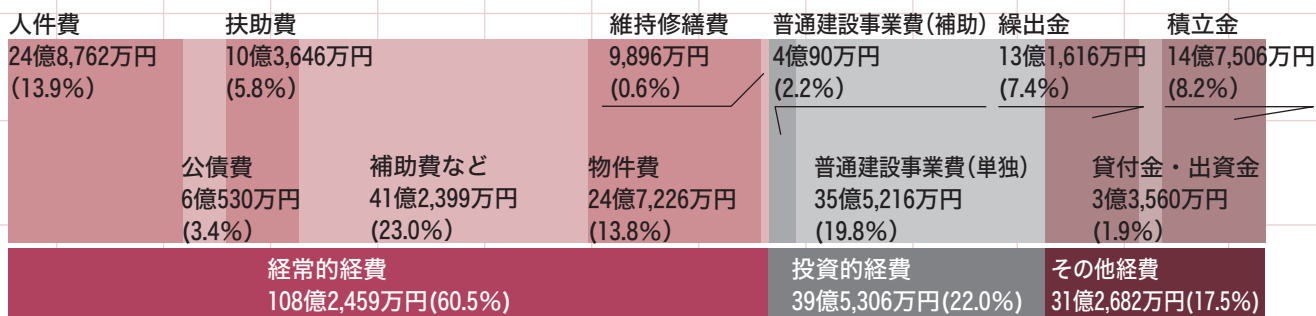 人件費
24億8,762万円
(13.9%)
扶助費
10億3,646万円
(5.8%)
維持修繕費
9,896万円
(0.6%)
普通建設事業費(補助)
4億90万円
(2.2%)
繰出金
13億1,616万円
(7.4%)
積立金
14億7,506万円
(8.2%)
公債費
6億530万円
(3.4%)
補助費など
41億2,399万円
(23.0%)
物件費
24億7,226万円
(13.8%)
普通建設事業費(単独)
35億5,216万円
(19.8%)
貸付金・出資金
3億3,560万円
(1.9%)
経常的経費
108億2,459万円(60.5%)
投資的経費
39億5,306万円(22.0%)
その他経費
31億2,682万円(17.5%)